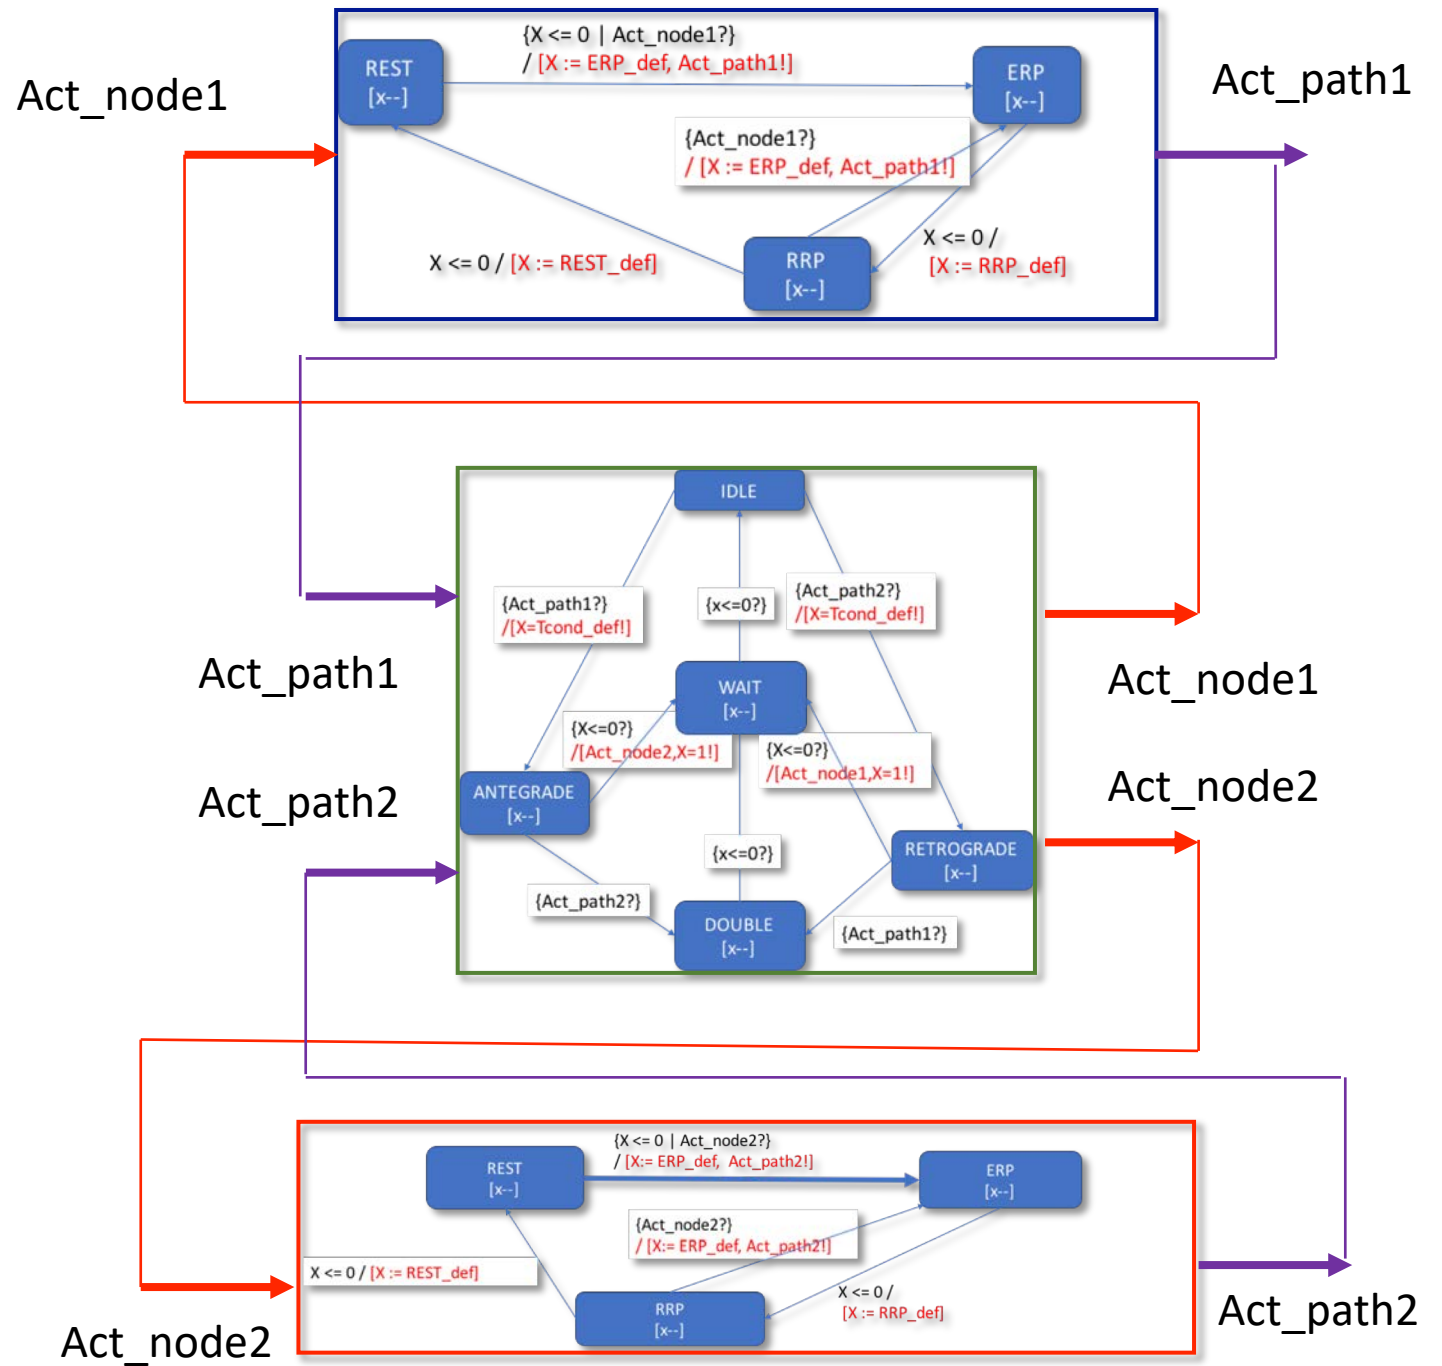 {X <= 0 | Act_node1?}
/ [X := ERP_def, Act_path1!]
REST
[x--]
ERP
[x--]
Act_node1
Act_path1
{Act_node1?}
/ [X := ERP_def, Act_path1!]
X <= 0 /
[X := RRP_def]
X <= 0 / [X := REST_def]
RRP
[x--]
IDLE
{Act_path1?}
/[X=Tcond_def!]
{x<=0?}
{Act_path2?}
/[X=Tcond_def!]
Act_path1
Act_node1
WAIT
[x--]
{X<=0?}
/[Act_node2,X=1!]
{X<=0?}
/[Act_node1,X=1!]
Act_path2
Act_node2
ANTEGRADE
[x--]
RETROGRADE
[x--]
{x<=0?}
{Act_path2?}
{Act_path1?}
DOUBLE
[x--]
{X <= 0 | Act_node2?}
/ [X:= ERP_def, Act_path2!]
REST
[x--]
ERP
[x--]
{Act_node2?}
/ [X:= ERP_def, Act_path2!]
X <= 0 / [X := REST_def]
X <= 0 /
[X := RRP_def]
RRP
[x--]
Act_node2
Act_path2